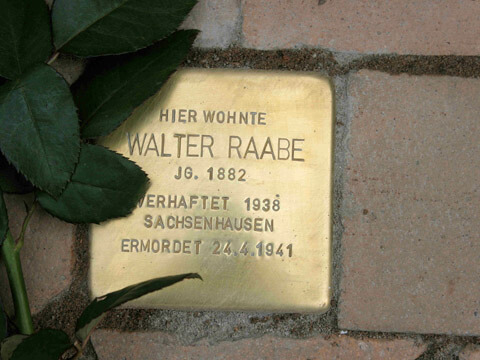 HIER WOHNTE
WALTER RAABE
JG. 1882
VERHAFTET 1938
SACHSENHAUSEN
ERMORDET 24.4.1941